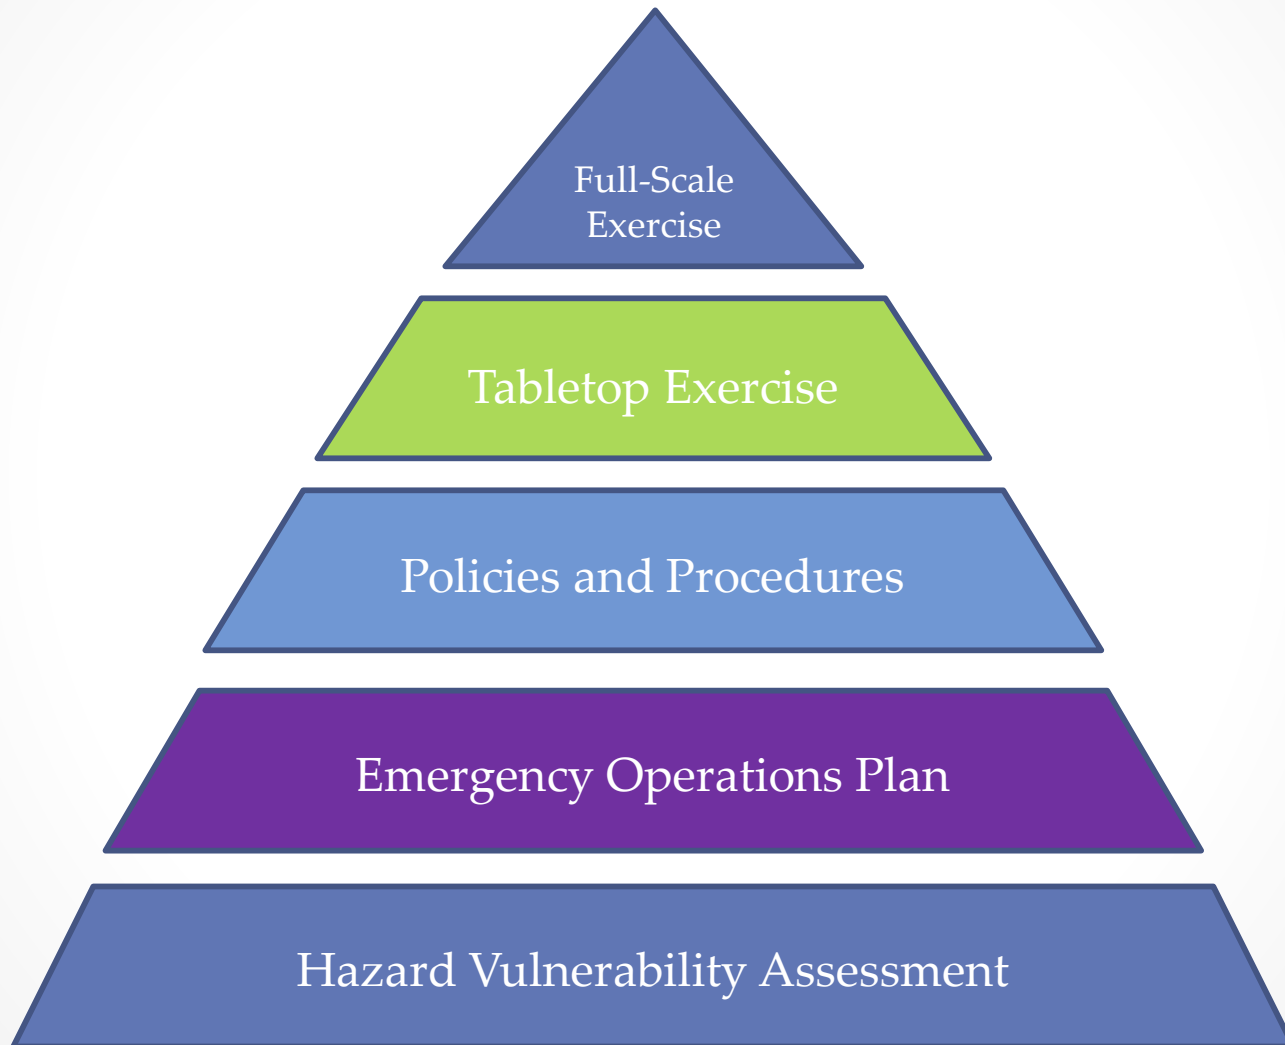 Full-Scale
Exercise
Tabletop Exercise
Policies and Procedures
Emergency Operations Plan
Hazard Vulnerability Assessment